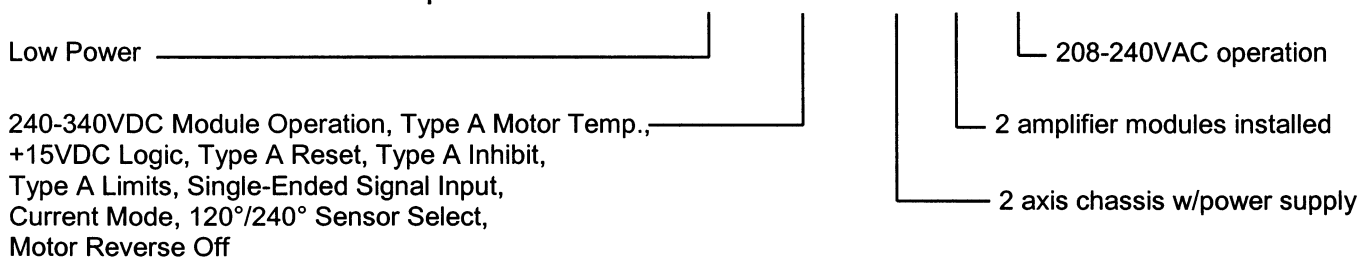 Low Power
208-240VAC operation
240-340VDC Module Operation, Type A Motor Temp.,
2 amplifier modules installed
+15VDC Logic, Type A Reset, Type A Inhibit,
Type A Limits, Single-Ended Signal Input,
2 axis chassis w/power supply
Current Mode, 120°/240° Sensor Select,
Motor Reverse Off